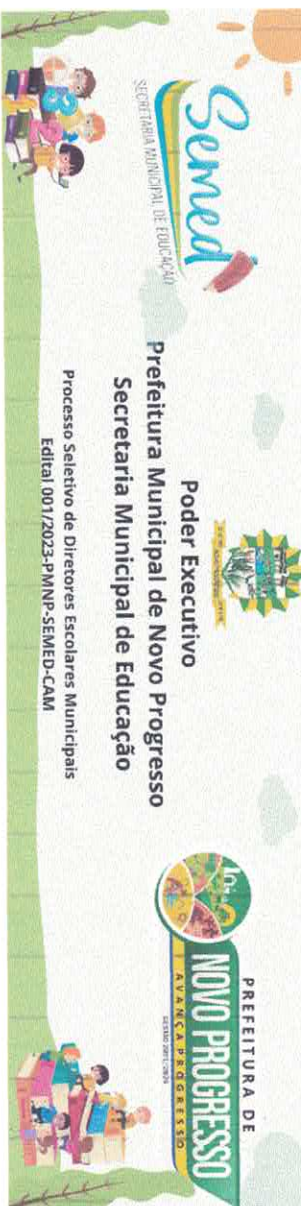 Semed
SECRETARIA MUNICIPAL DE EDUCAÇÃO
Poder Executivo
Prefeitura Municipal de Novo Progresso
Secretaria Municipal de Educação
Processo Seletivo de Diretores Escolares Municipais
Edital 001/2023-PMNP-SEMED-CAM
PREFEITURA DE
NOVO PROGRESSO
AVANÇA PROGRESSO